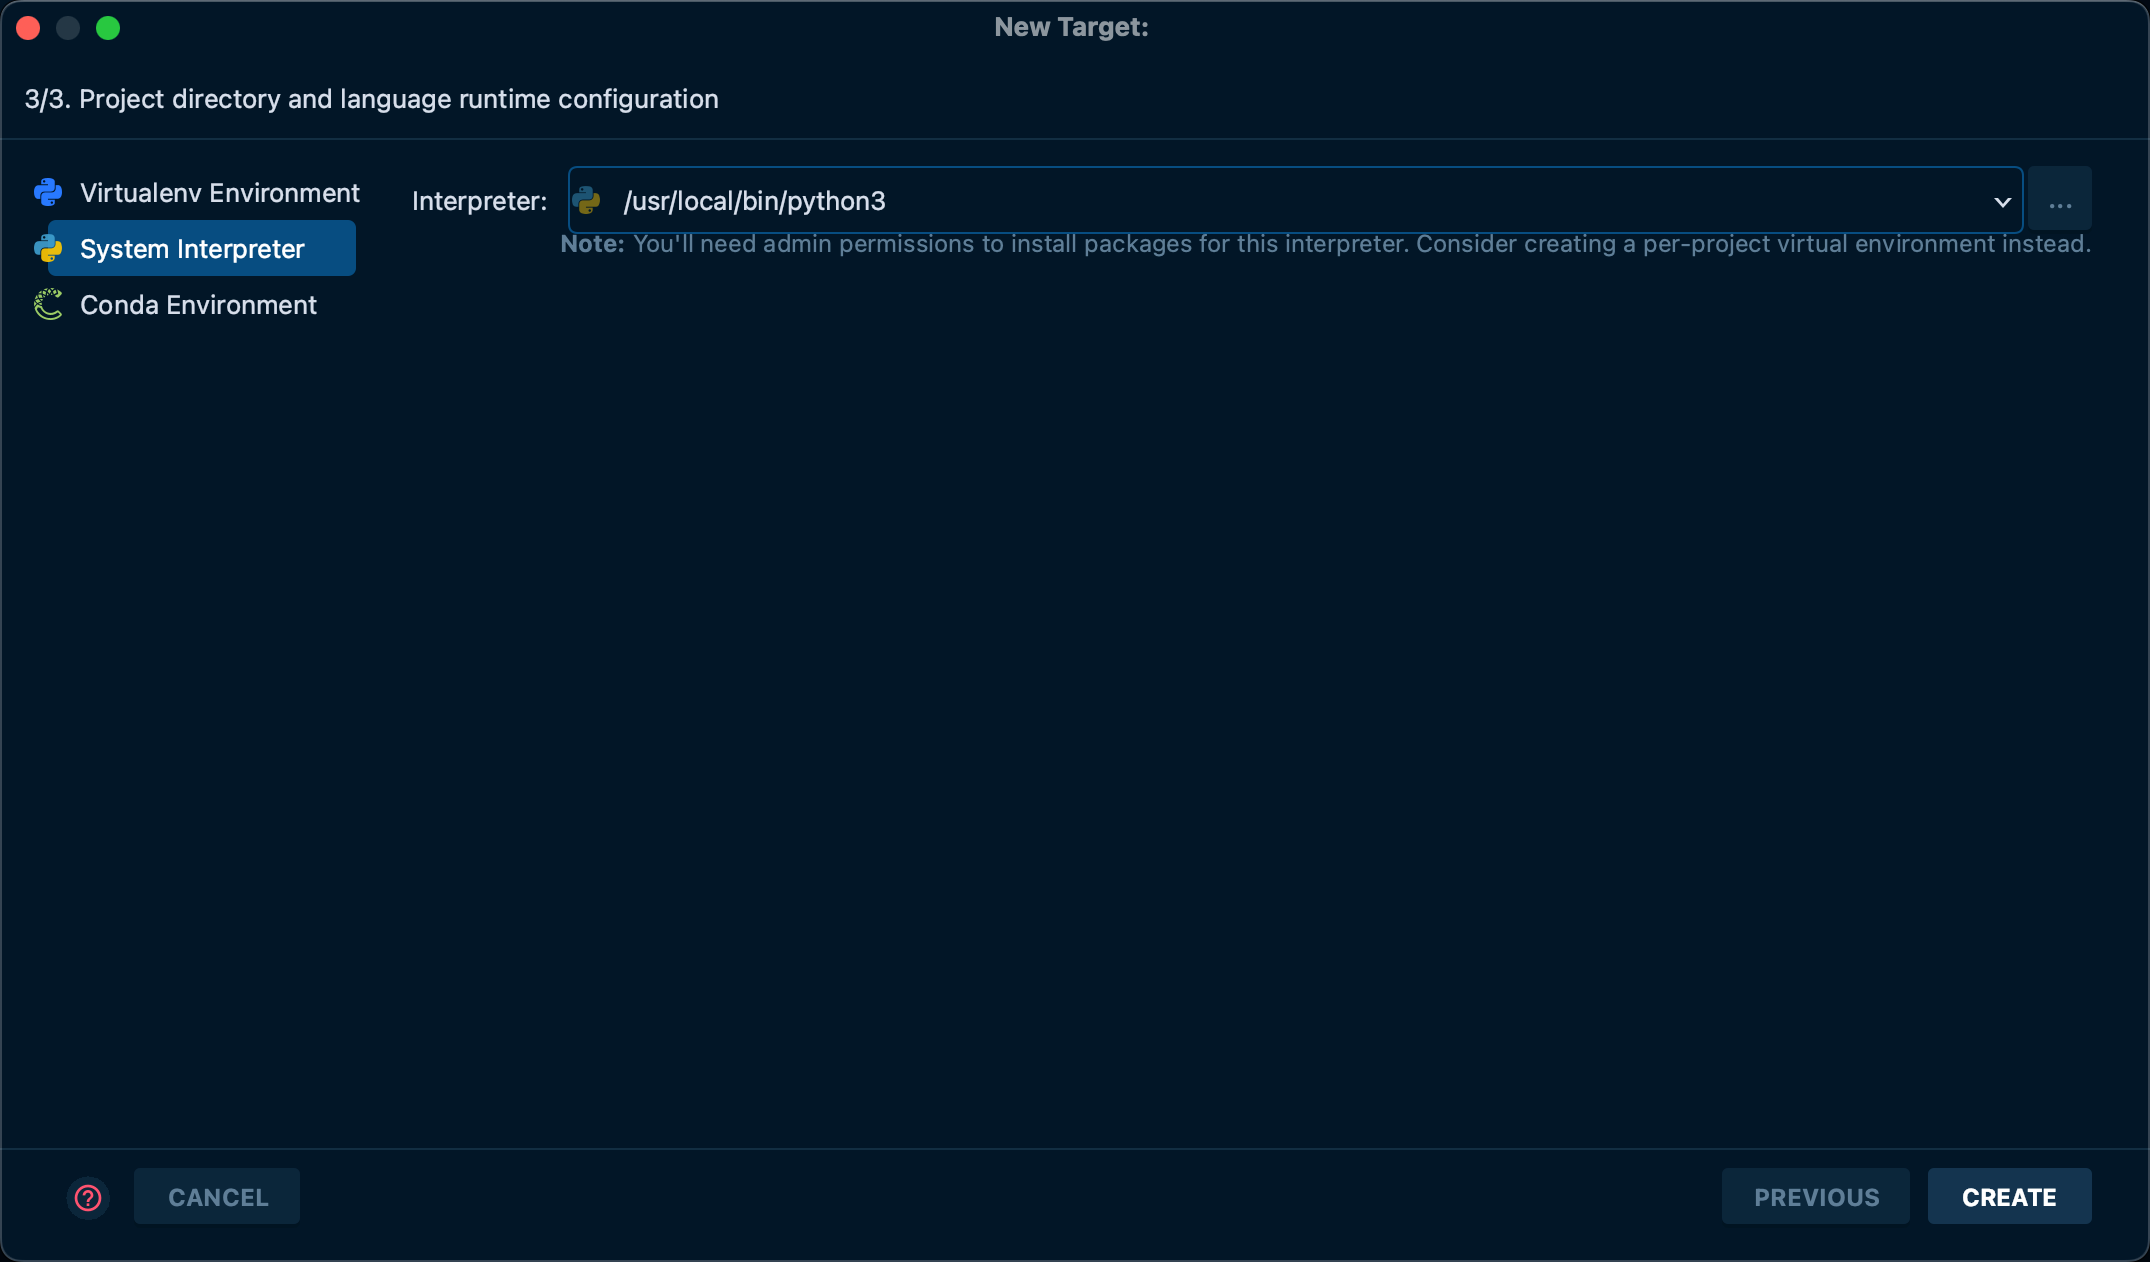 New Target:
3/3. Project directory and language runtime configuration
Virtualenv Environment
System Interpreter
Conda Environment
Interpreter: /usr/local/bin/python3 ...
Note: You'll need admin permissions to install packages for this interpreter. Consider creating a per-project virtual environment instead.
? CANCEL PREVIOUS CREATE